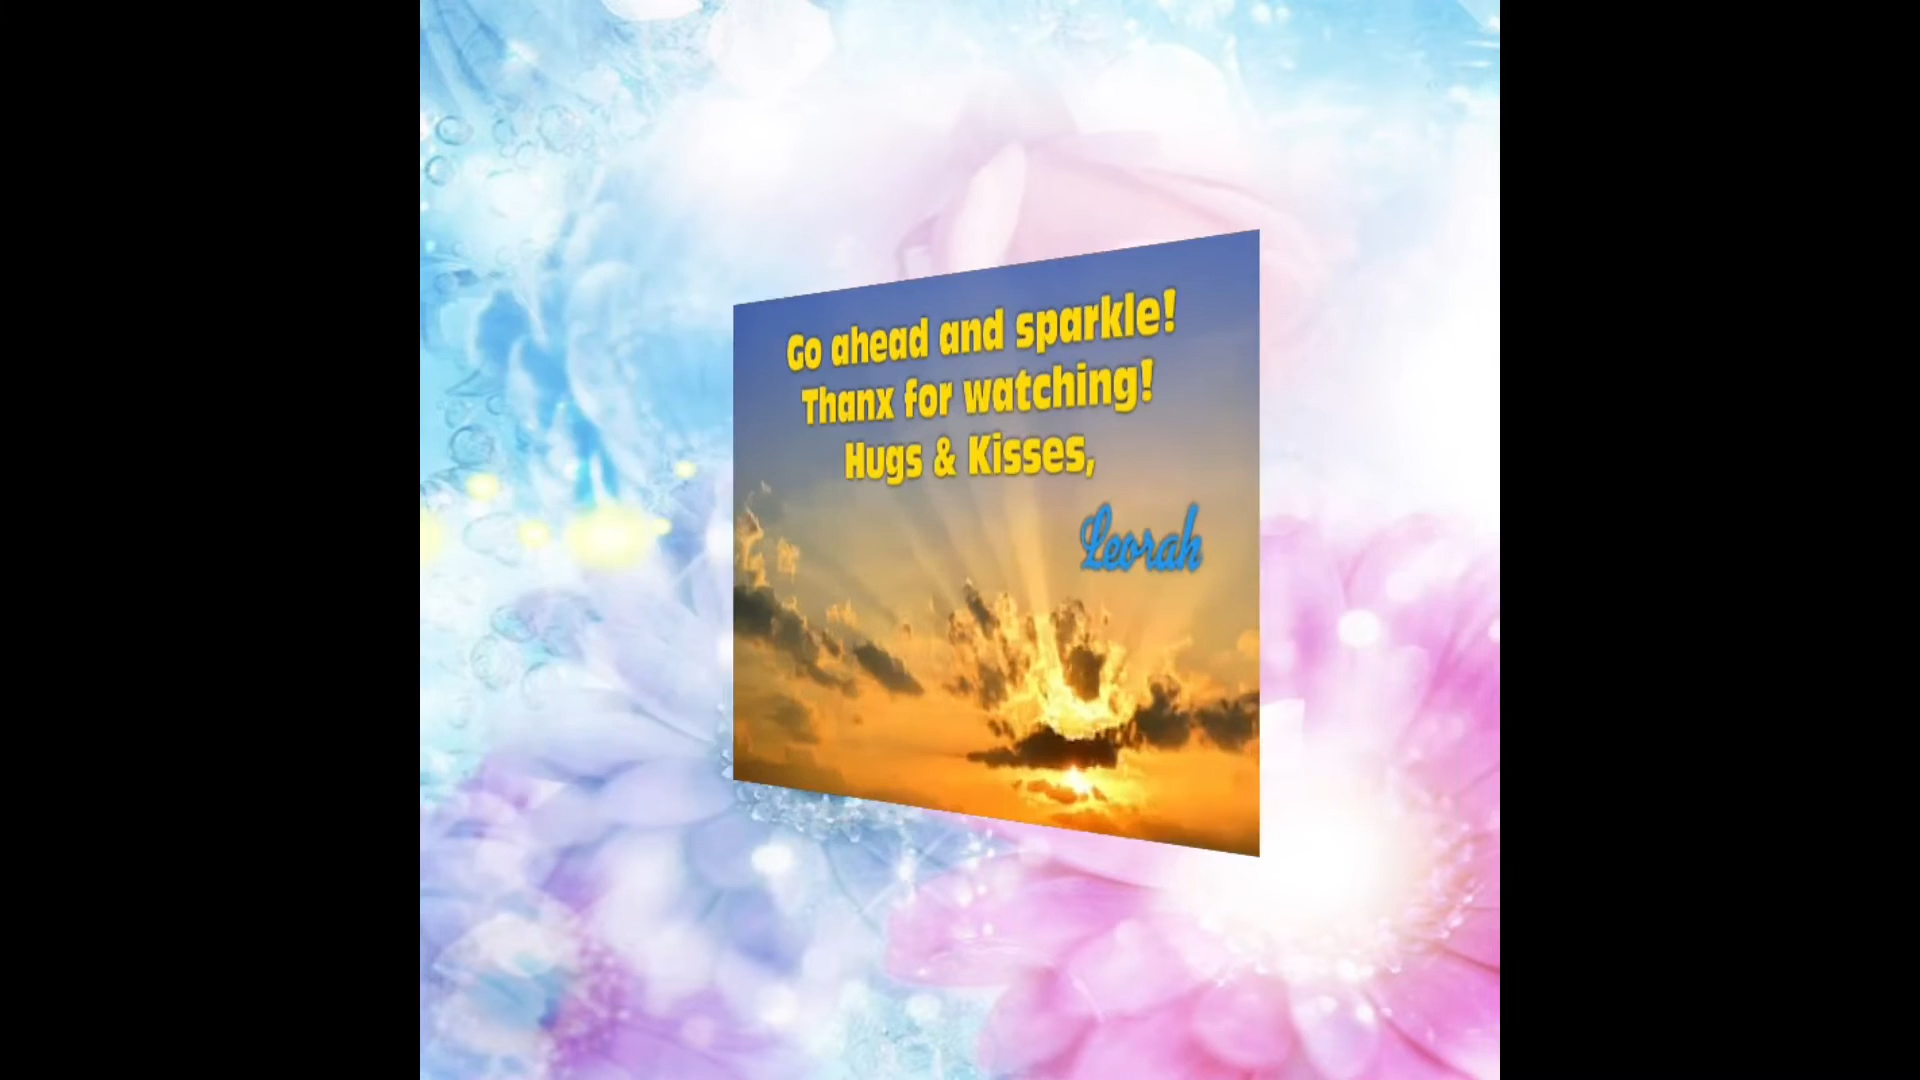 Go ahead and sparkle!
Thanx for watching!
Hugs & Kisses,
Leorah